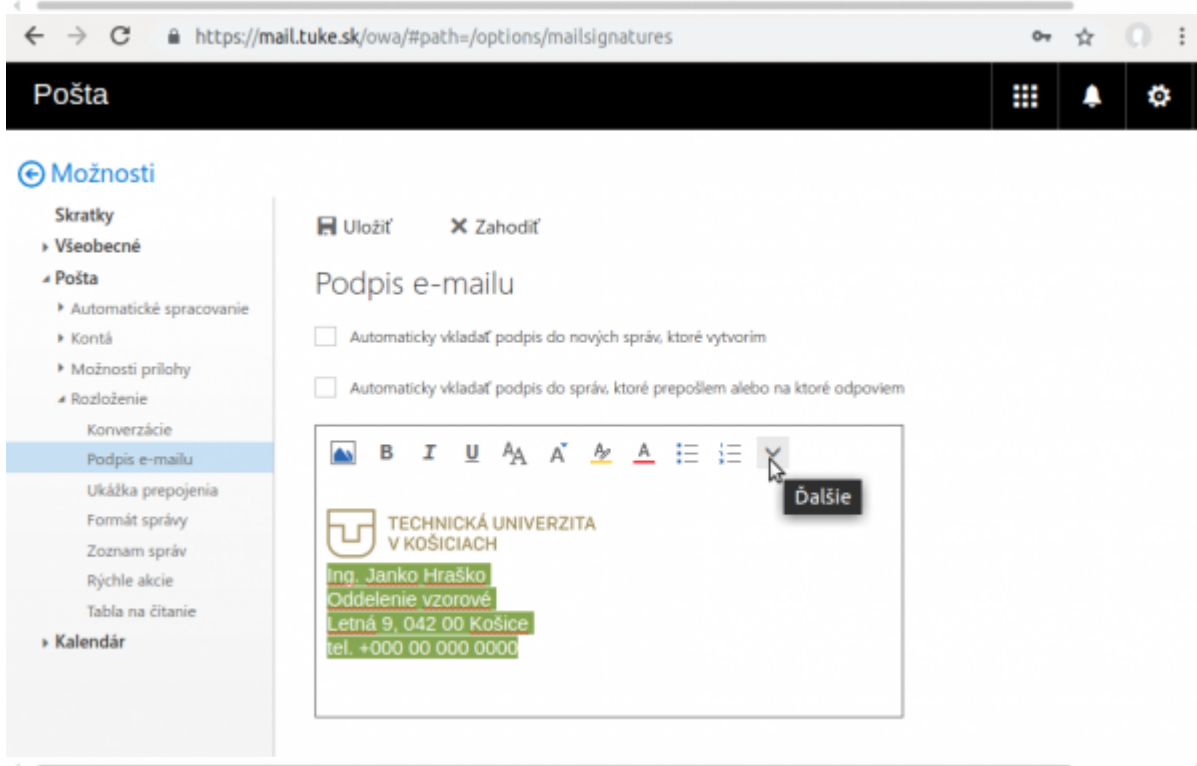 https://mail.tuke.sk/owa/#path=/options/mailsignatures
Pošta
Možnosti
Skratky
Všeobecné
Pošta
Automatické spracovanie
Kontá
Možnosti prílohy
Rozloženie
Konverzácie
Podpis e-mailu
Ukážka prepojenia
Formát správy
Zoznam správ
Rýchle akcie
Tabla na čítanie
Kalendár
Uložiť
Zahodiť
Podpis e-mailu
Automaticky vkladať podpis do nových správ, ktoré vytvorím
Automaticky vkladať podpis do správ, ktoré prepošlem alebo na ktoré odpoviem
B I U AA A A A
Ďalšie
TECHNICKÁ UNIVERZITA
V KOŠICIACH
Ing. Janko Hraško
Oddelenie vzorové
Letná 9, 042 00 Košice
tel. +000 00 000 0000